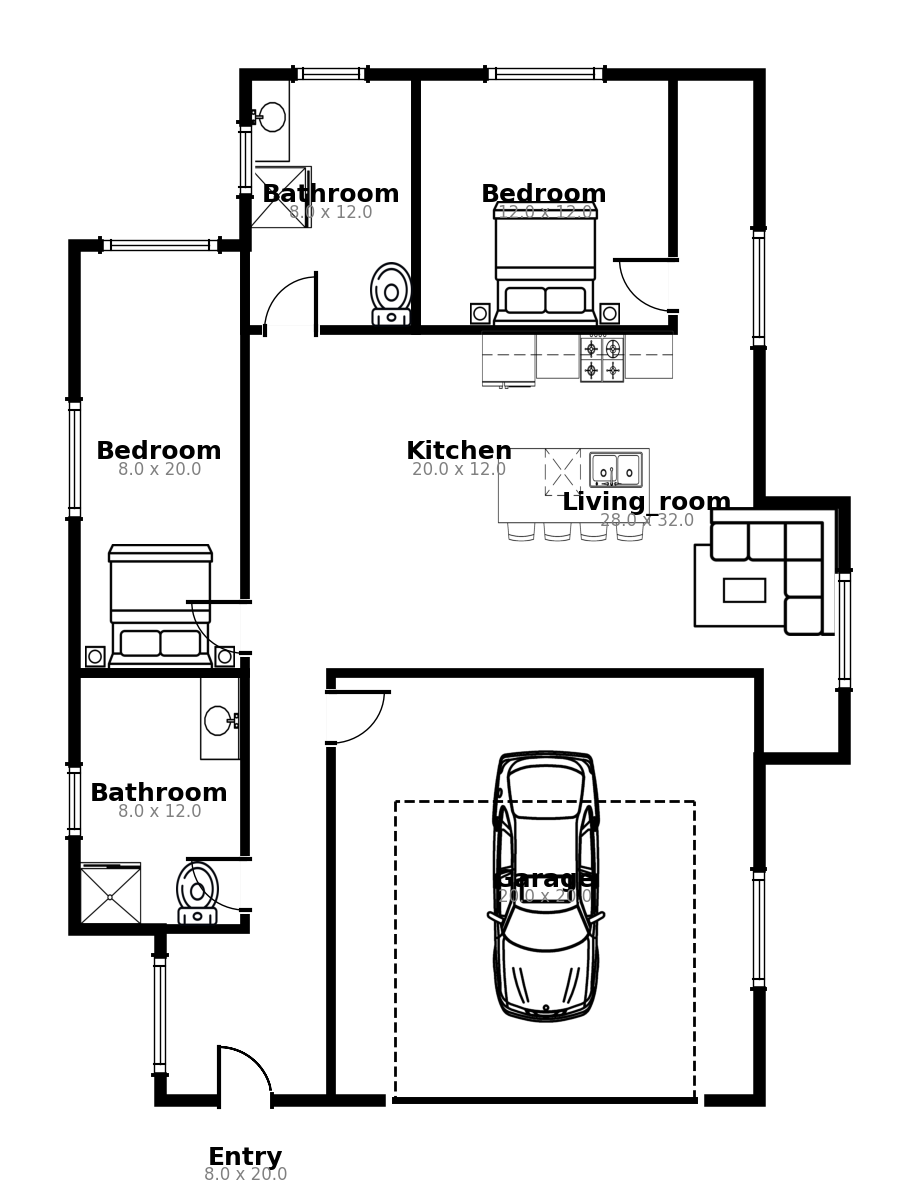 Bathroom
8.0 x 12.0
Bedroom
12.0 x 12.0
Bedroom
8.0 x 20.0
Kitchen
20.0 x 12.0
Living_room
28.0 x 32.0
Bathroom
8.0 x 12.0
Garage
20.0 x 20.0
Entry
8.0 x 20.0